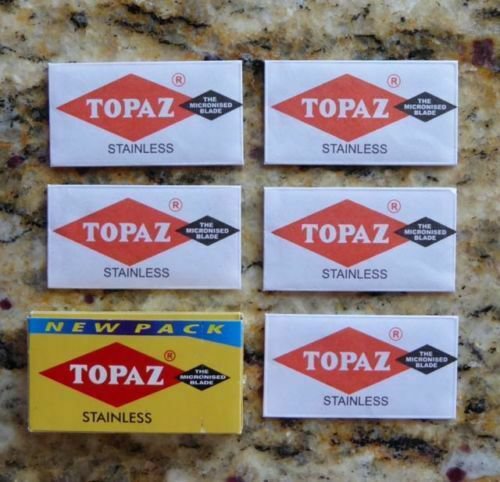 TOPAZ
®
THE
MICRONISED
BLADE
STAINLESS
TOPAZ
®
THE
MICRONISED
BLADE
STAINLESS
TOPAZ
®
THE
MICRONISED
BLADE
STAINLESS
TOPAZ
®
THE
MICRONISED
BLADE
STAINLESS
NEW PACK
TOPAZ
®
THE
MICRONISED
BLADE
STAINLESS
TOPAZ
®
THE
MICRONISED
BLADE
STAINLESS